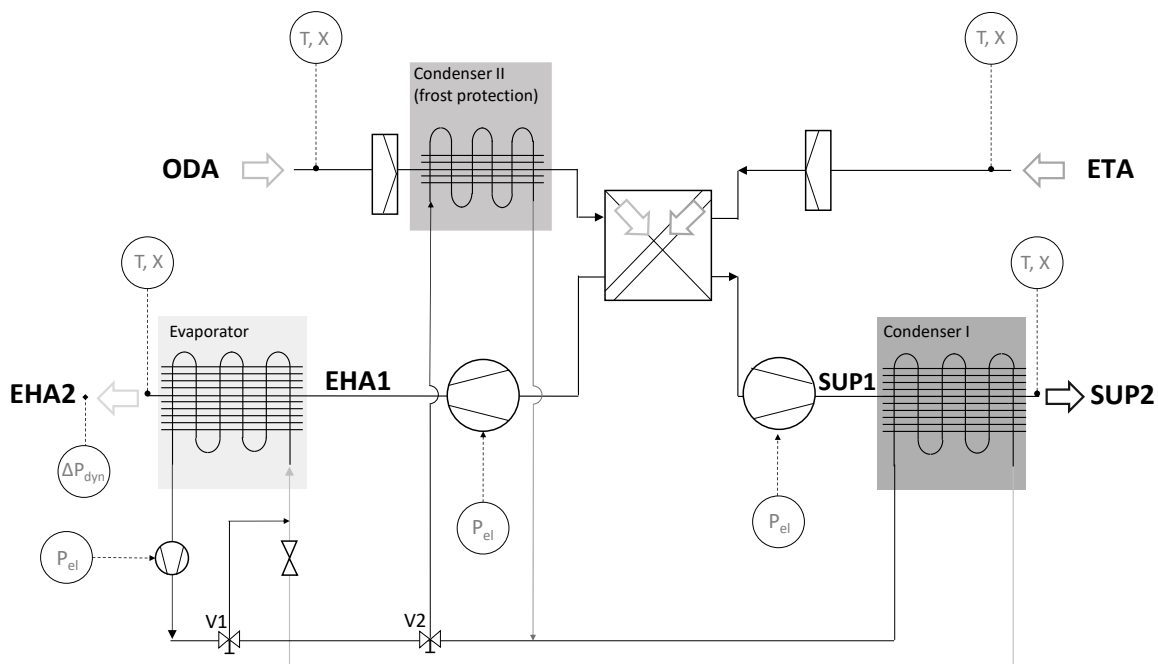 T, X
T, X
Condenser II
(frost protection)
ODA
ETA
T, X
T, X
Evaporator
Condenser I
EHA2
EHA1
SUP1
SUP2
ΔPdyn
Pel
Pel
Pel
V1
V2